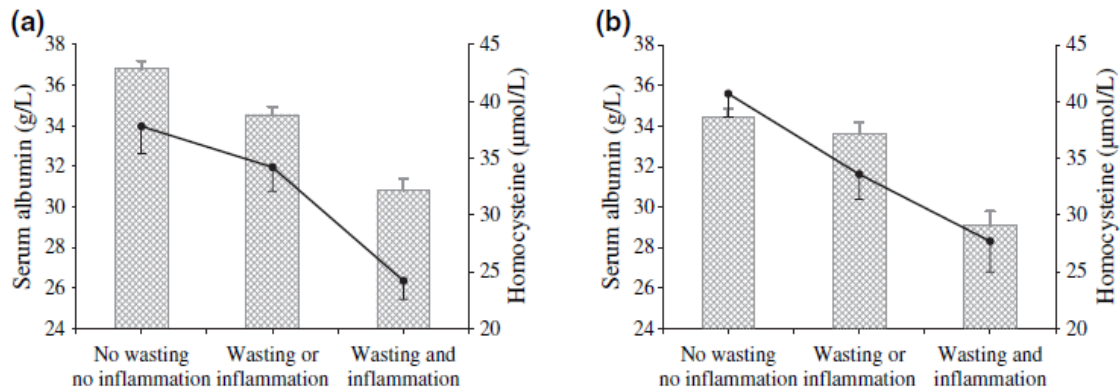 (a)
Serum albumin (g/L)
38
36
34
32
30
28
26
24
45
40
35
30
25
20
Homocysteine (μmol/L)
No wasting
no inflammation
Wasting or
inflammation
Wasting and
inflammation
(b)
Serum albumin (g/L)
38
36
34
32
30
28
26
24
45
40
35
30
25
20
Homocysteine (μmol/L)
No wasting
no inflammation
Wasting or
inflammation
Wasting and
inflammation